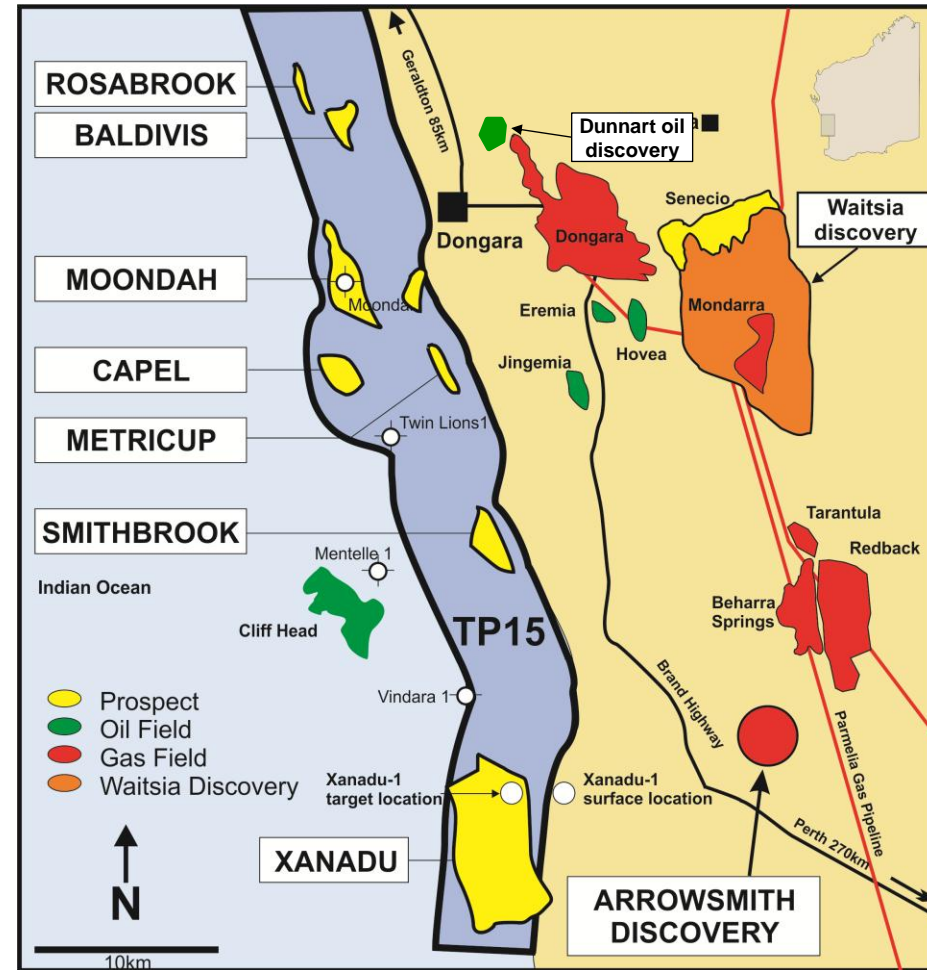 ROSABROOK
BALDIVIS
Geraldton 85km
Dunnart oil
discovery
a
Senecio
Waitsia
discovery
Dongara
Dongara
MOONDAH
Moonda
Eremia
Mondarra
Hovea
CAPEL
Jingemia
METRICUP
Twin Lions1
SMITHBROOK
Tarantula
Redback
Mentelle 1
Indian Ocean
Beharra
Springs
Cliff Head
TP15
Prospect
Oil Field
Gas Field
Waitsia Discovery
Vindara 1
Brand Highway
Parmelia Gas Pipeline
Xanadu-1
target location
Xanadu-1
surface location
Perth 270km
XANADU
N
ARROWSMITH
DISCOVERY
10km